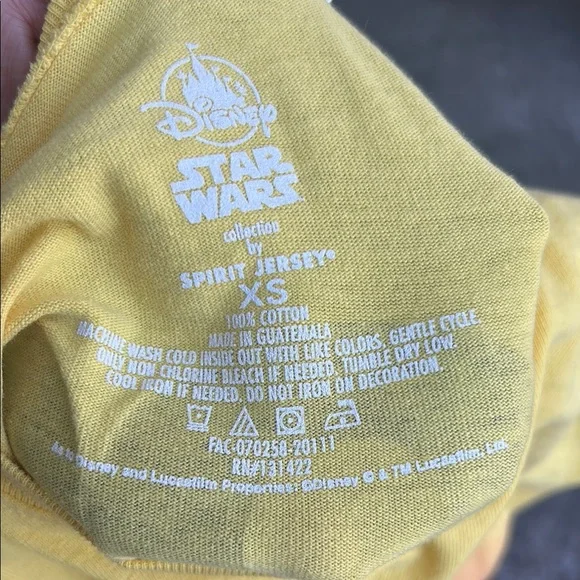 Disney
STAR
WARS
collection
by
SPIRIT JERSEY®
XS
100% COTTON
MADE IN GUATEMALA
MACHINE WASH COLD INSIDE OUT WITH LIKE COLORS. GENTLE CYCLE.
ONLY NON CHLORINE BLEACH IF NEEDED. TUMBLE DRY LOW.
COOL IRON IF NEEDED. DO NOT IRON ON DECORATION.
FAC-070258-20111
RN#131422
As to Disney and Lucasfilm Properties: ©Disney © & TM Lucasfilm Ltd.